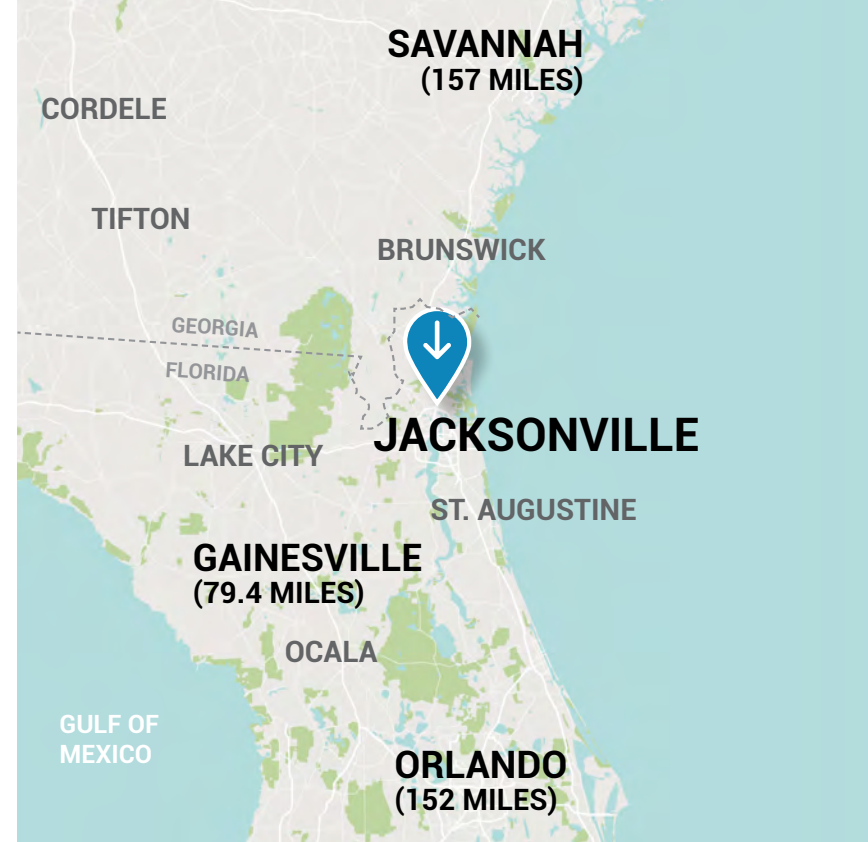 SAVANNAH
(157 MILES)
CORDELE
TIFTON
BRUNSWICK
GEORGIA
FLORIDA
JACKSONVILLE
LAKE CITY
ST. AUGUSTINE
GAINESVILLE
(79.4 MILES)
OCALA
GULF OF
MEXICO
ORLANDO
(152 MILES)